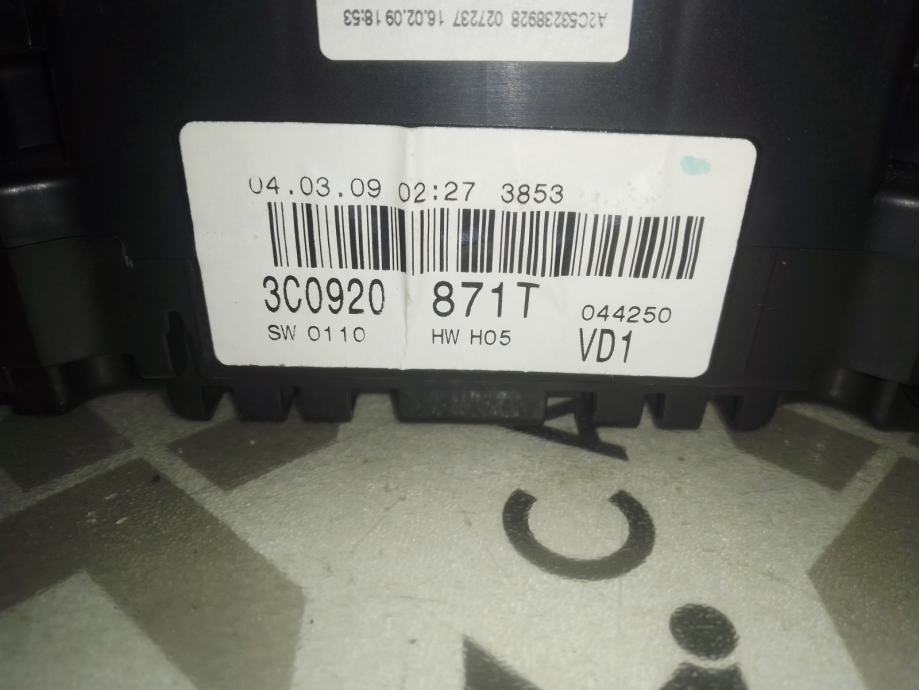 A2C53238928 027237 16.02.09 18:53
04.03.09 02:27 3853
3C0920 871T 044250
SW 0110 HW H05 VD1
A
C